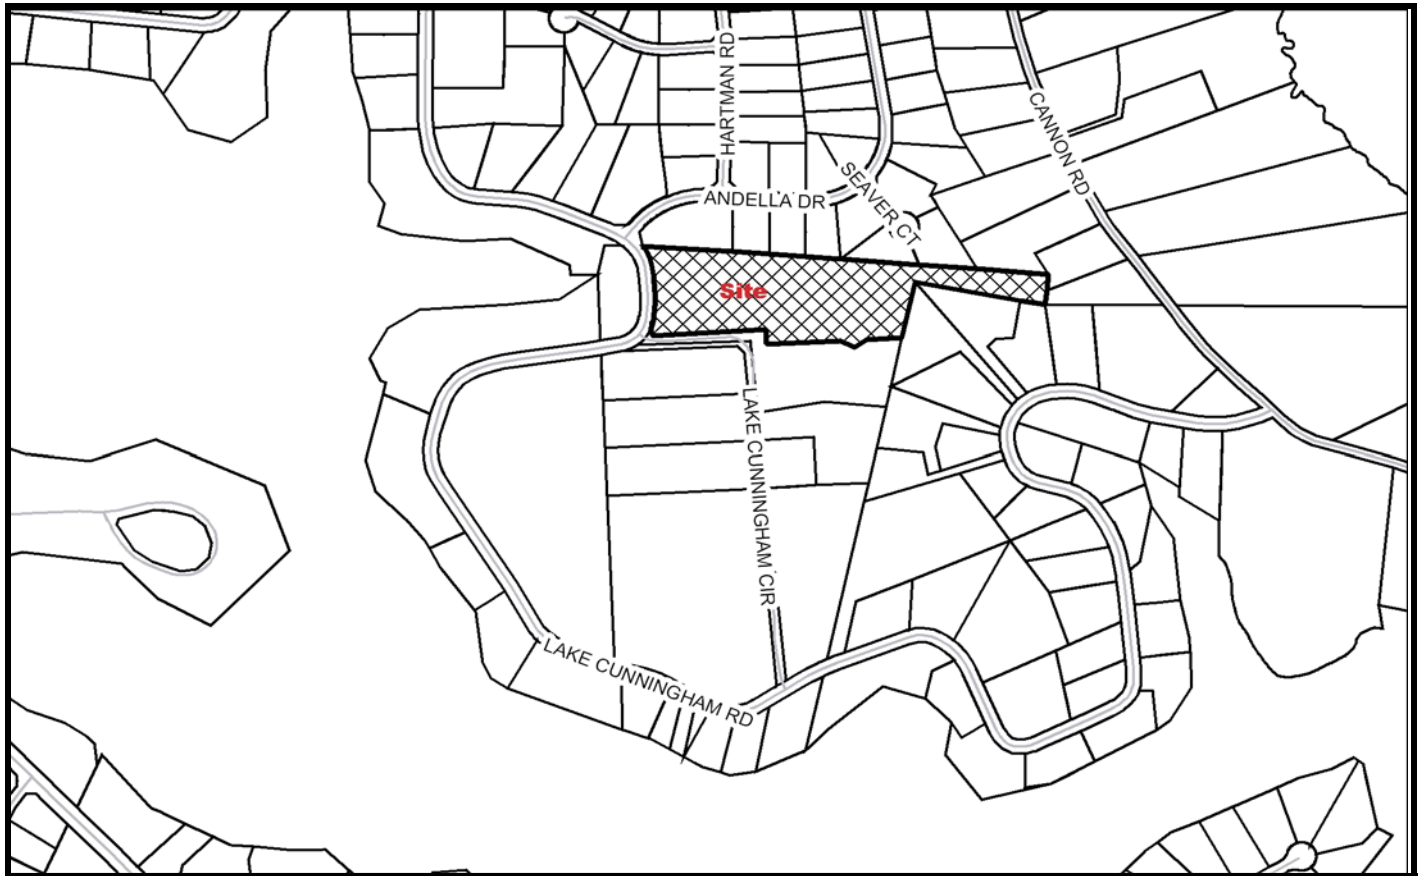 HARTMAN RD
CANNON RD
SEAVER CT
ANDELLA DR
Site
LAKE CUNNINGHAM CIR
LAKE CUNNINGHAM RD